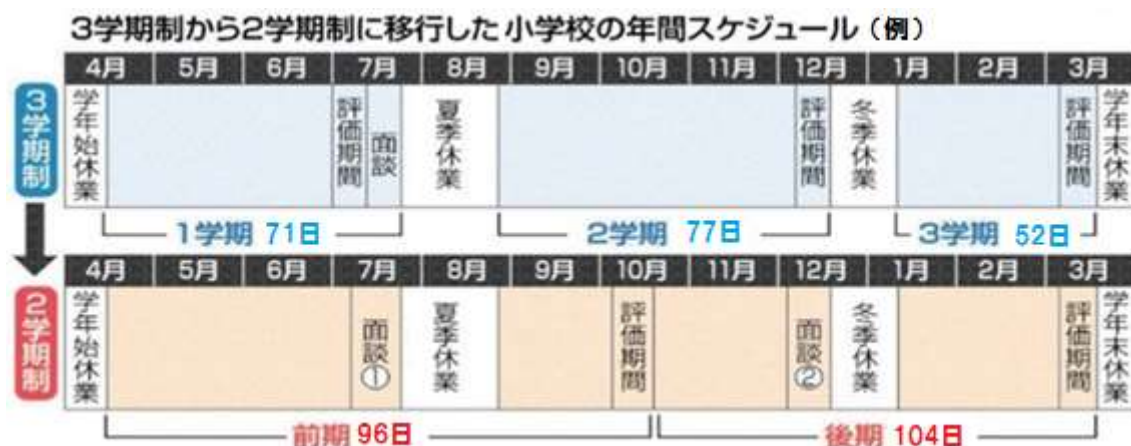 3学期制から2学期制に移行した小学校の年間スケジュール（例）
4月 5月 6月 7月 8月 9月 10月 11月 12月 1月 2月 3月
3学期制
学年始休業
評価期間
面談
夏季休業
評価期間
冬季休業
評価期間
学年末休業
1学期 71日
2学期 77日
3学期 52日
4月 5月 6月 7月 8月 9月 10月 11月 12月 1月 2月 3月
2学期制
学年始休業
面談①
夏季休業
評価期間
面談②
冬季休業
評価期間
学年末休業
前期 96日
後期 104日